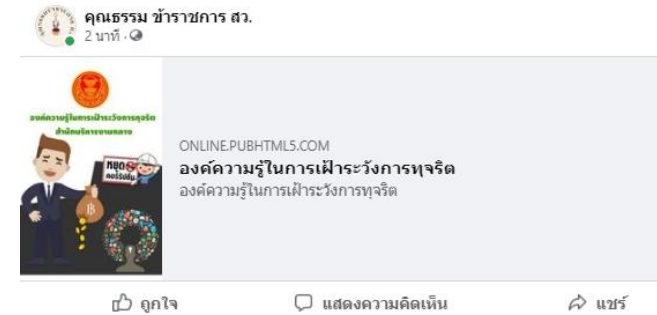 คุณธรรม ข้าราชการ สว.
2 นาที ·
องค์ความรู้ในการเฝ้าระวังการทุจริต
สำนักบริหารงานกลาง
หยุด
คอร์รัปชั่น
฿
ONLINE.PUBHTML5.COM
องค์ความรู้ในการเฝ้าระวังการทุจริต
องค์ความรู้ในการเฝ้าระวังการทุจริต
ถูกใจ
แสดงความคิดเห็น
แชร์